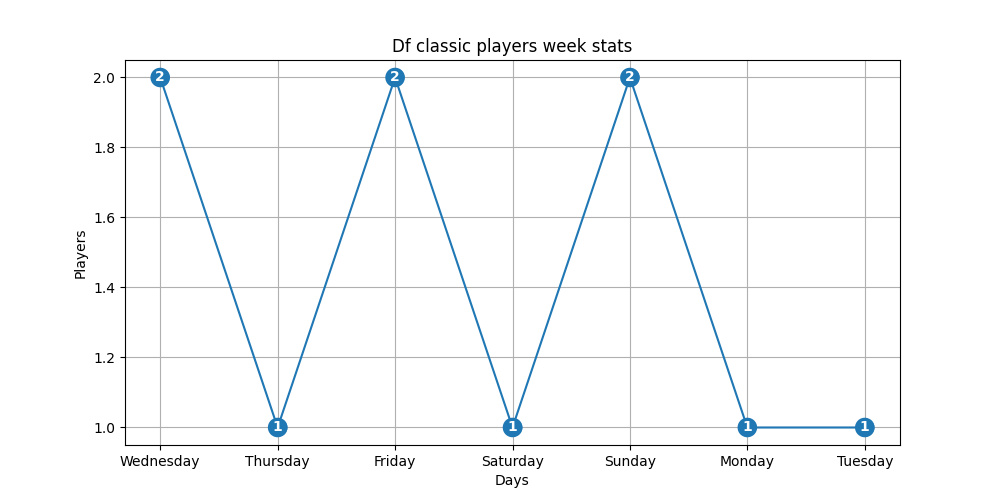 Df classic players week stats
2 2 2
2.0
1.8
1.6
1.4
1.2
1.0
1 1 1 1
Players
Wednesday Thursday Friday Saturday Sunday Monday Tuesday
Days